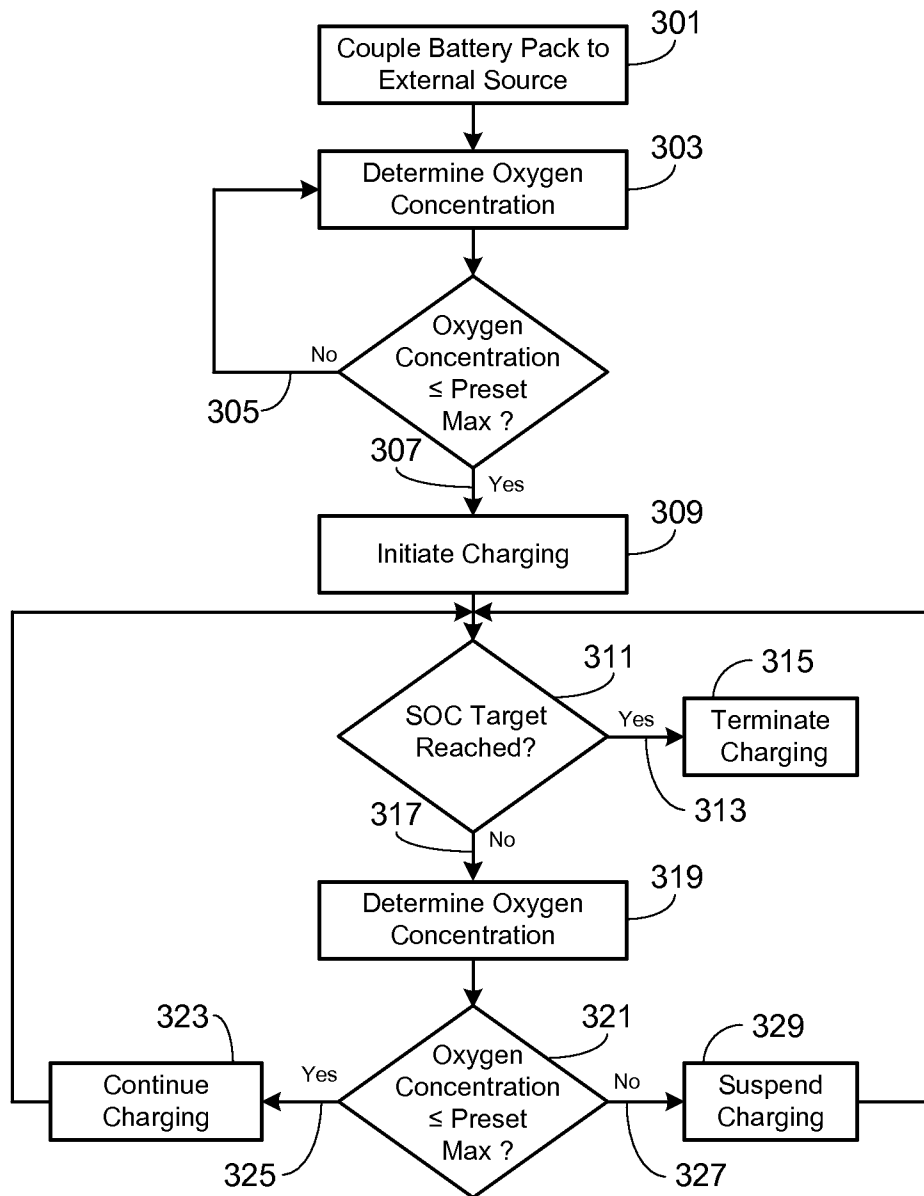 Couple Battery Pack to
External Source
301
Determine Oxygen
Concentration
303
Oxygen
Concentration
≤ Preset
Max ?
No
305
307
Yes
Initiate Charging
309
SOC Target
Reached?
311
Yes
313
Terminate
Charging
315
317
No
Determine Oxygen
Concentration
319
Oxygen
Concentration
≤ Preset
Max ?
321
Yes
325
Continue
Charging
323
No
327
Suspend
Charging
329